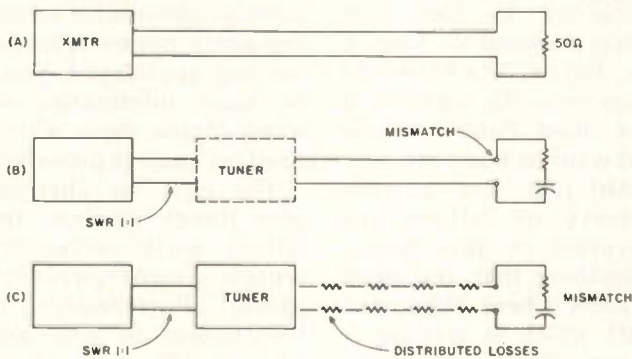 (A) XMTR 50Ω
MISMATCH
(B) TUNER
SWR 1:1
(C) TUNER MISMATCH
SWR 1:1 DISTRIBUTED LOSSES